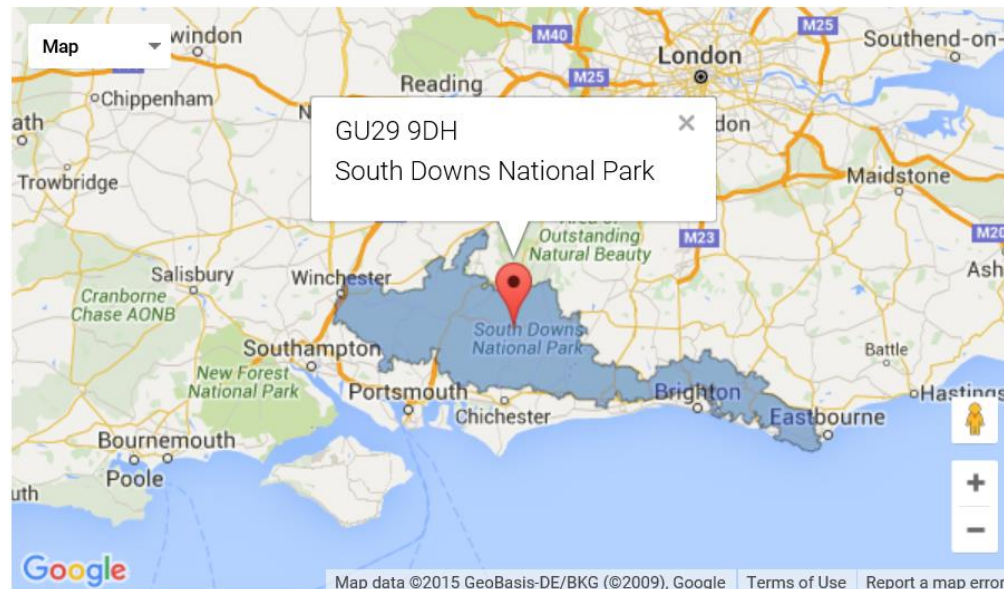 Map
windon
M40
London
M25
Southend-on-
Reading
M25
Chippenham
N
ath
don
GU29 9DH
South Downs National Park
Trowbridge
Maidstone
Area of
Outstanding
Natural Beauty
M23
M20
Salisbury
Winchester
Ash
Cranborne
Chase AONB
South Downs
National Park
Southampton
New Forest
National Park
Battle
Portsmouth
Brighton
Hastings
Chichester
Eastbourne
Bournemouth
Poole
uth
Google
Map data ©2015 GeoBasis-DE/BKG (©2009), Google
Terms of Use
Report a map error